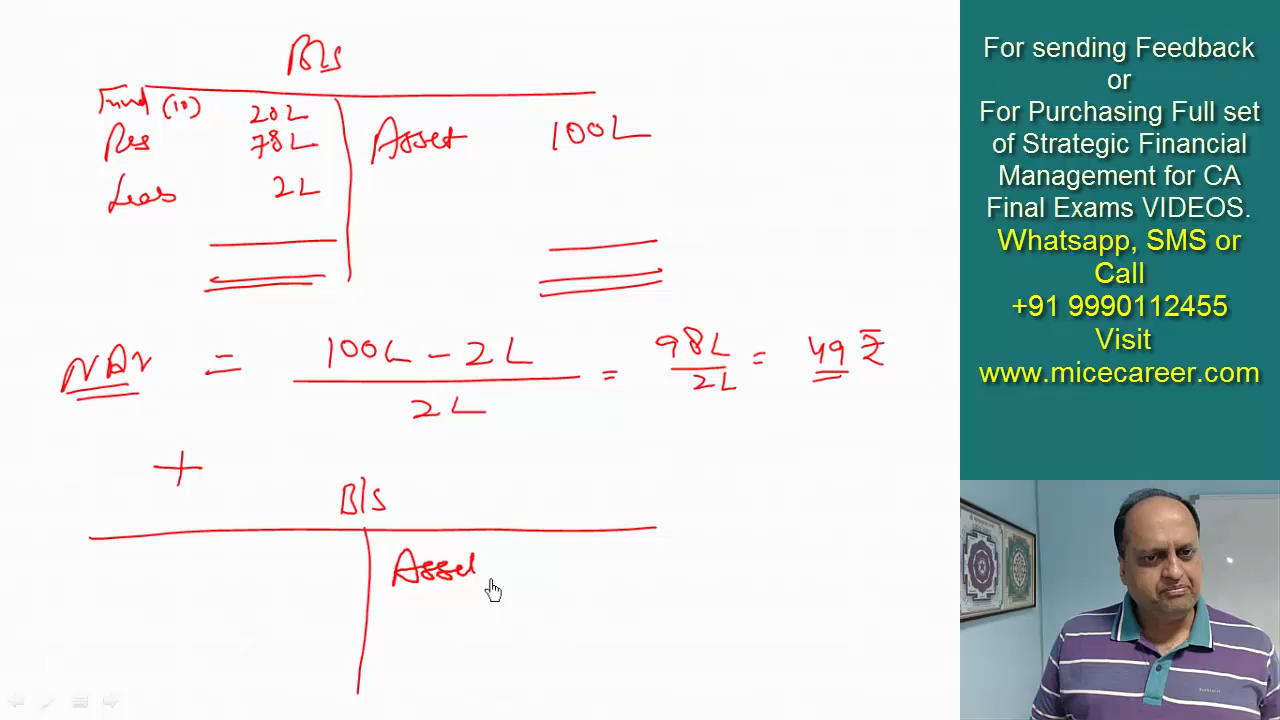 B/S
Fund (10) 20L
Res 78L Asset 100L
Liab 2L
NAV = 100L - 2L / 2L = 98L / 2L = 49 ₹
+
B/S
Asset
For sending Feedback
or
For Purchasing Full set
of Strategic Financial
Management for CA
Final Exams VIDEOS.
Whatsapp, SMS or
Call
+91 9990112455
Visit
www.micecareer.com